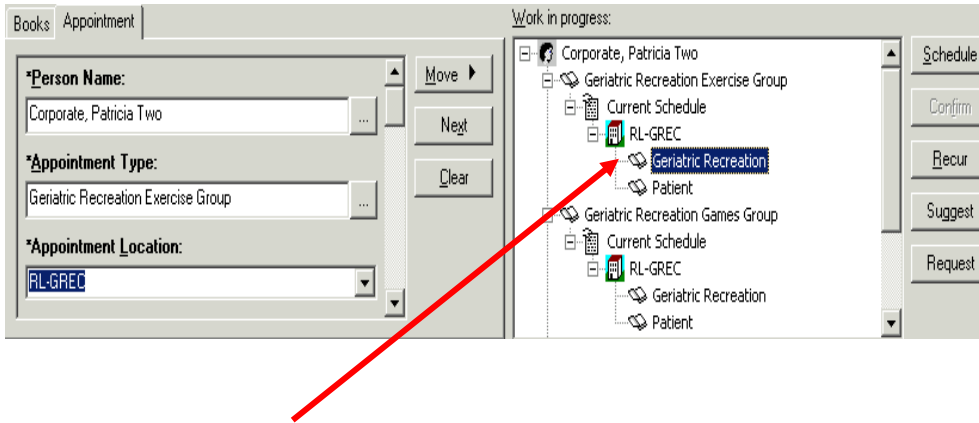 Books Appointment
*Person Name:
Corporate, Patricia Two
...
*Appointment Type:
Geriatric Recreation Exercise Group
...
*Appointment Location:
RL-GREC
Move
Next
Clear
Work in progress:
Corporate, Patricia Two
Geriatric Recreation Exercise Group
Current Schedule
RL-GREC
Geriatric Recreation
Patient
Geriatric Recreation Games Group
Current Schedule
RL-GREC
Geriatric Recreation
Patient
Schedule
Confirm
Recur
Suggest
Request